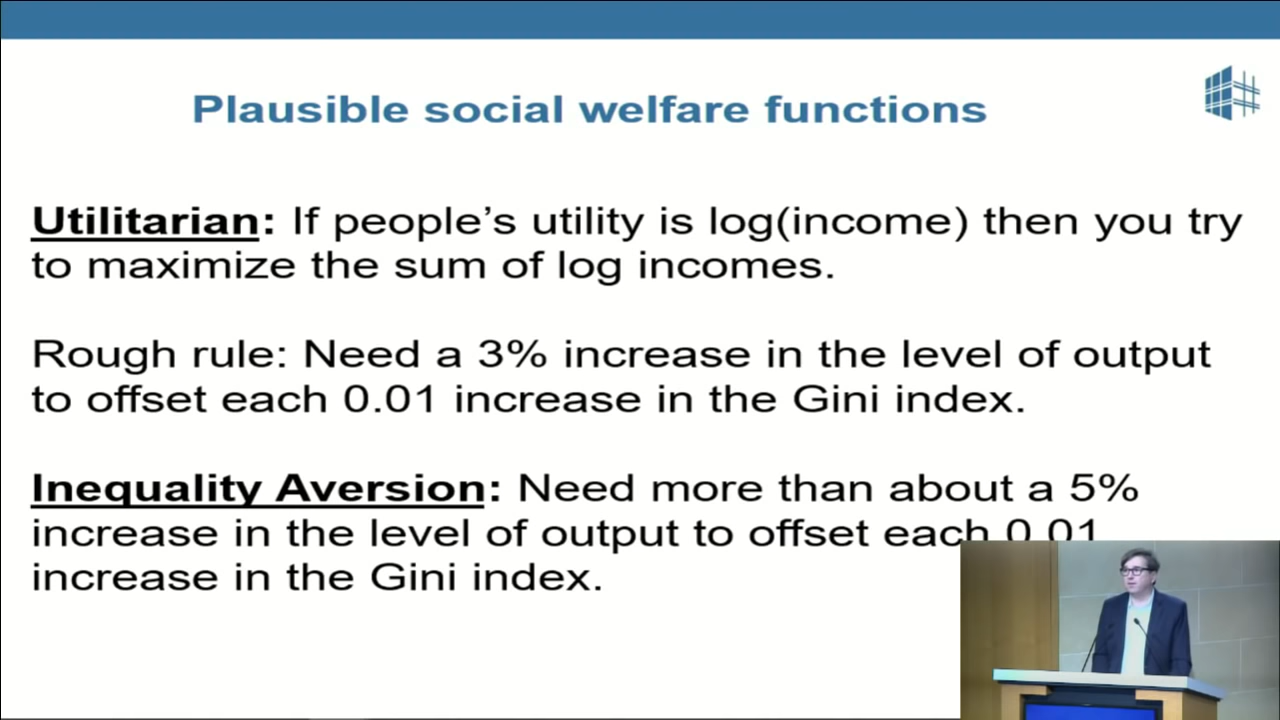 Plausible social welfare functions
Utilitarian: If people's utility is log(income) then you try
to maximize the sum of log incomes.
Rough rule: Need a 3% increase in the level of output
to offset each 0.01 increase in the Gini index.
Inequality Aversion: Need more than about a 5%
increase in the level of output to offset each 0.01
increase in the Gini index.